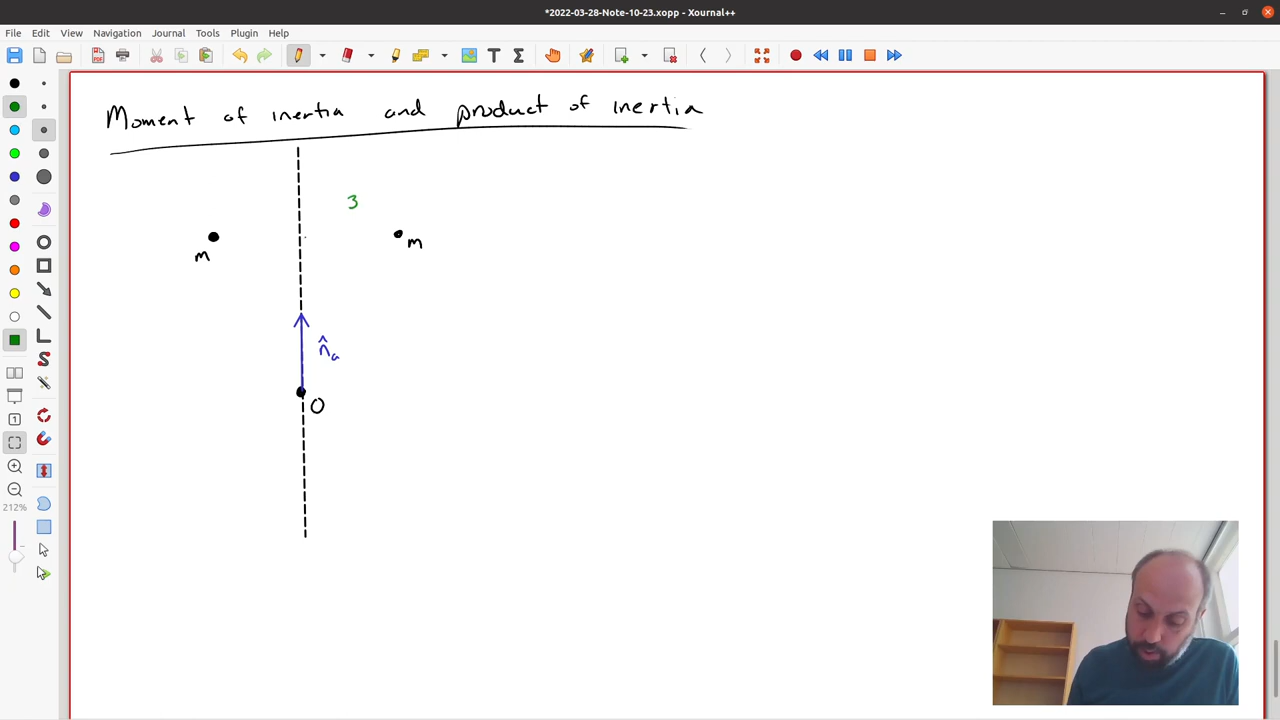 *2022-03-28-Note-10-23.xopp - Xournal++
File Edit View Navigation Journal Tools Plugin Help
Moment of inertia and product of inertia
3
m
m
n̂a
O
212%